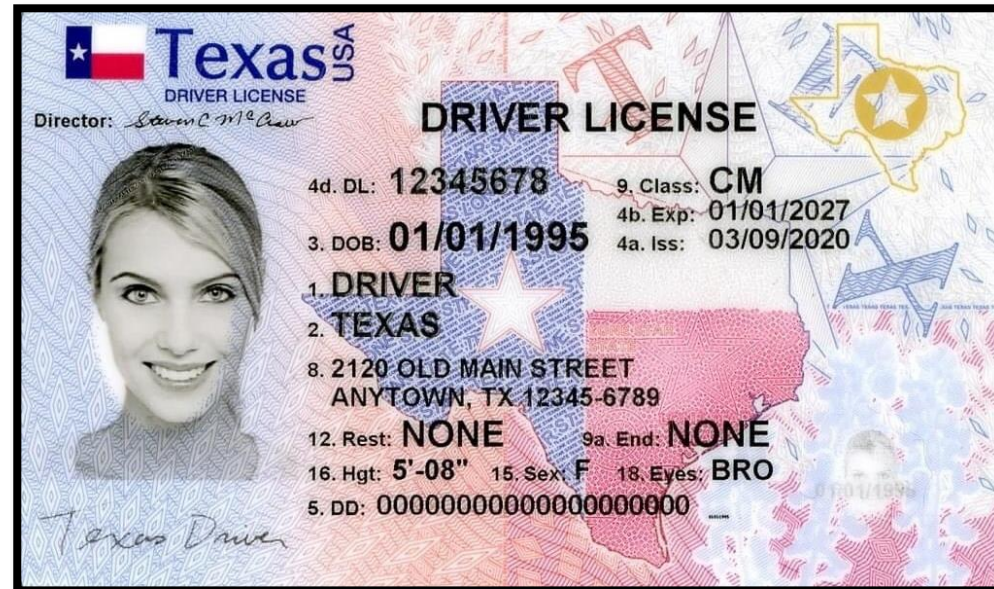 Texas USA
DRIVER LICENSE
Director: Steven C McCraw
DRIVER LICENSE
4d. DL: 12345678 9. Class: CM
4b. Exp: 01/01/2027
3. DOB: 01/01/1995 4a. Iss: 03/09/2020
1. DRIVER
2. TEXAS
8. 2120 OLD MAIN STREET
ANYTOWN, TX 12345-6789
12. Rest: NONE 9a. End: NONE
16. Hgt: 5'-08" 15. Sex: F 18. Eyes: BRO
5. DD: 00000000000000000000
Texas Driver